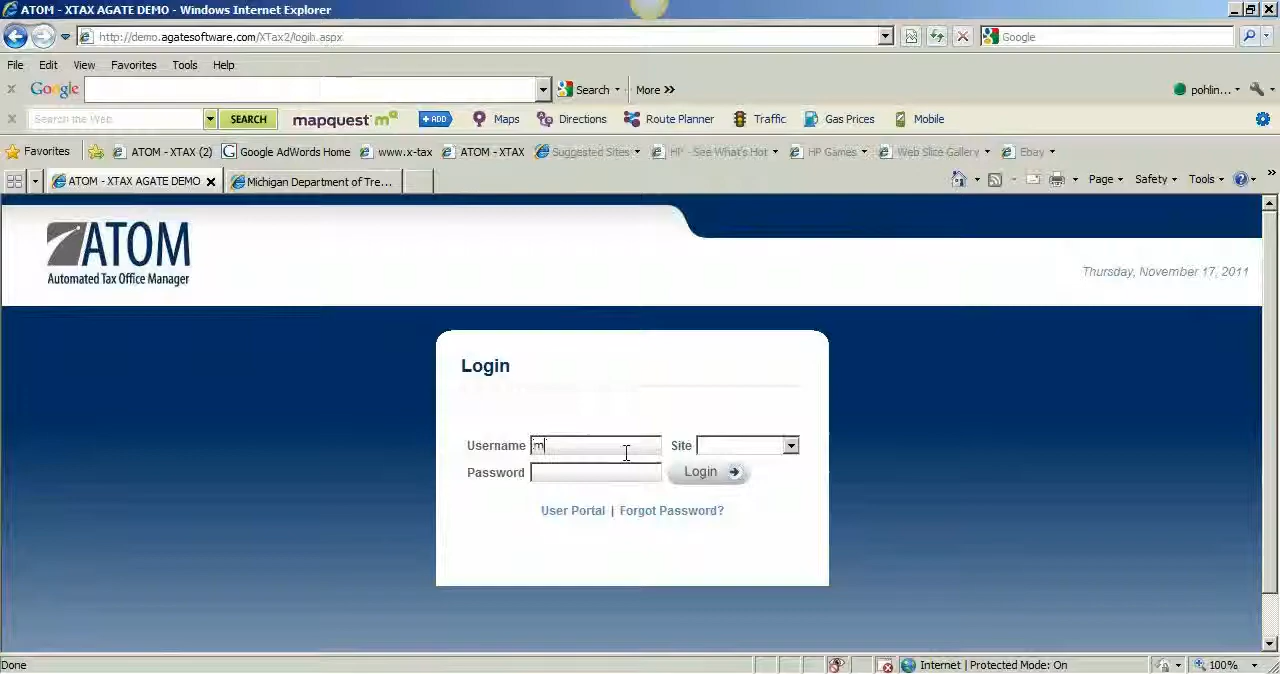 ATOM - XTAX AGATE DEMO - Windows Internet Explorer
http://demo.agatesoftware.com/XTax2/login.aspx
Google
File Edit View Favorites Tools Help
x Google Search More »
pohlin...
x Search the Web SEARCH mapquest m + ADD Maps Directions Route Planner Traffic Gas Prices Mobile
Favorites ATOM - XTAX (2) Google AdWords Home www.x-tax ATOM - XTAX Suggested Sites HP - See What's Hot HP Games Web Slice Gallery Ebay
ATOM - XTAX AGATE DEMO Michigan Department of Tre... Page Safety Tools »
ATOM
Automated Tax Office Manager
Thursday, November 17, 2011
Login
Username m Site
Password Login
User Portal | Forgot Password?
Done Internet | Protected Mode: On 100%